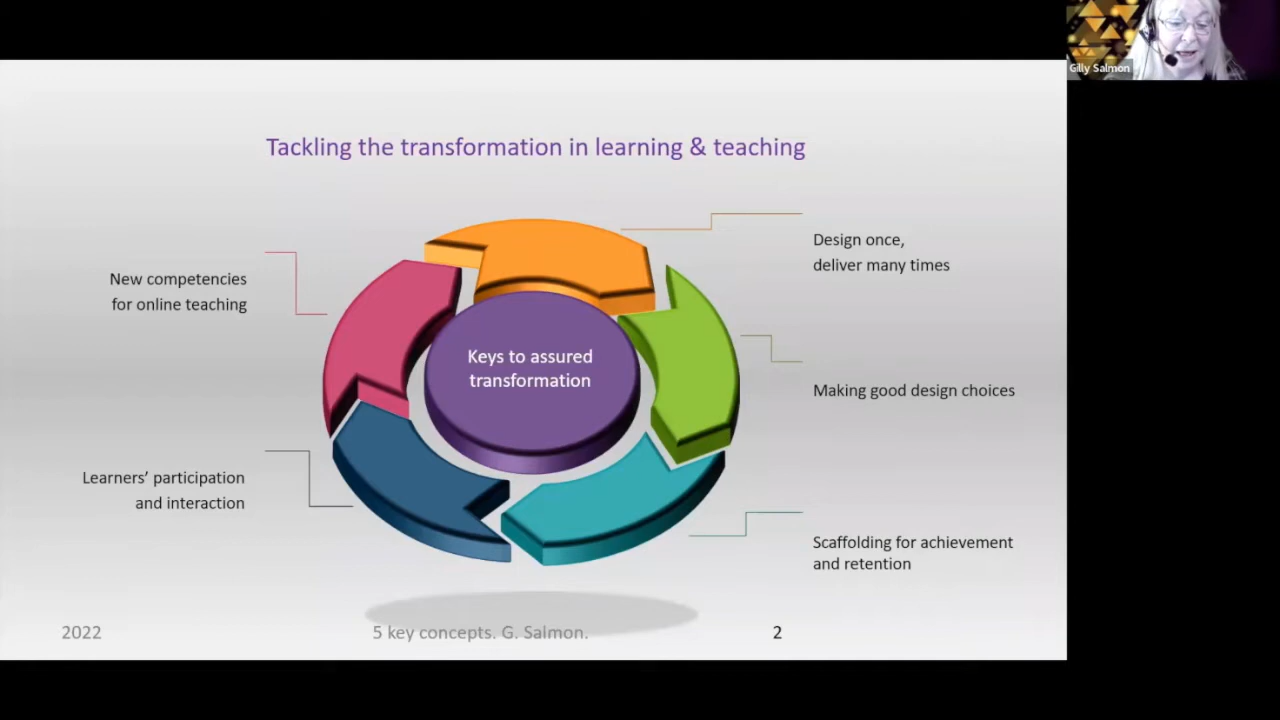 Gilly Salmon
Tackling the transformation in learning & teaching
Design once,
deliver many times
New competencies
for online teaching
Keys to assured
transformation
Making good design choices
Learners’ participation
and interaction
Scaffolding for achievement
and retention
2022
5 key concepts. G. Salmon.
2